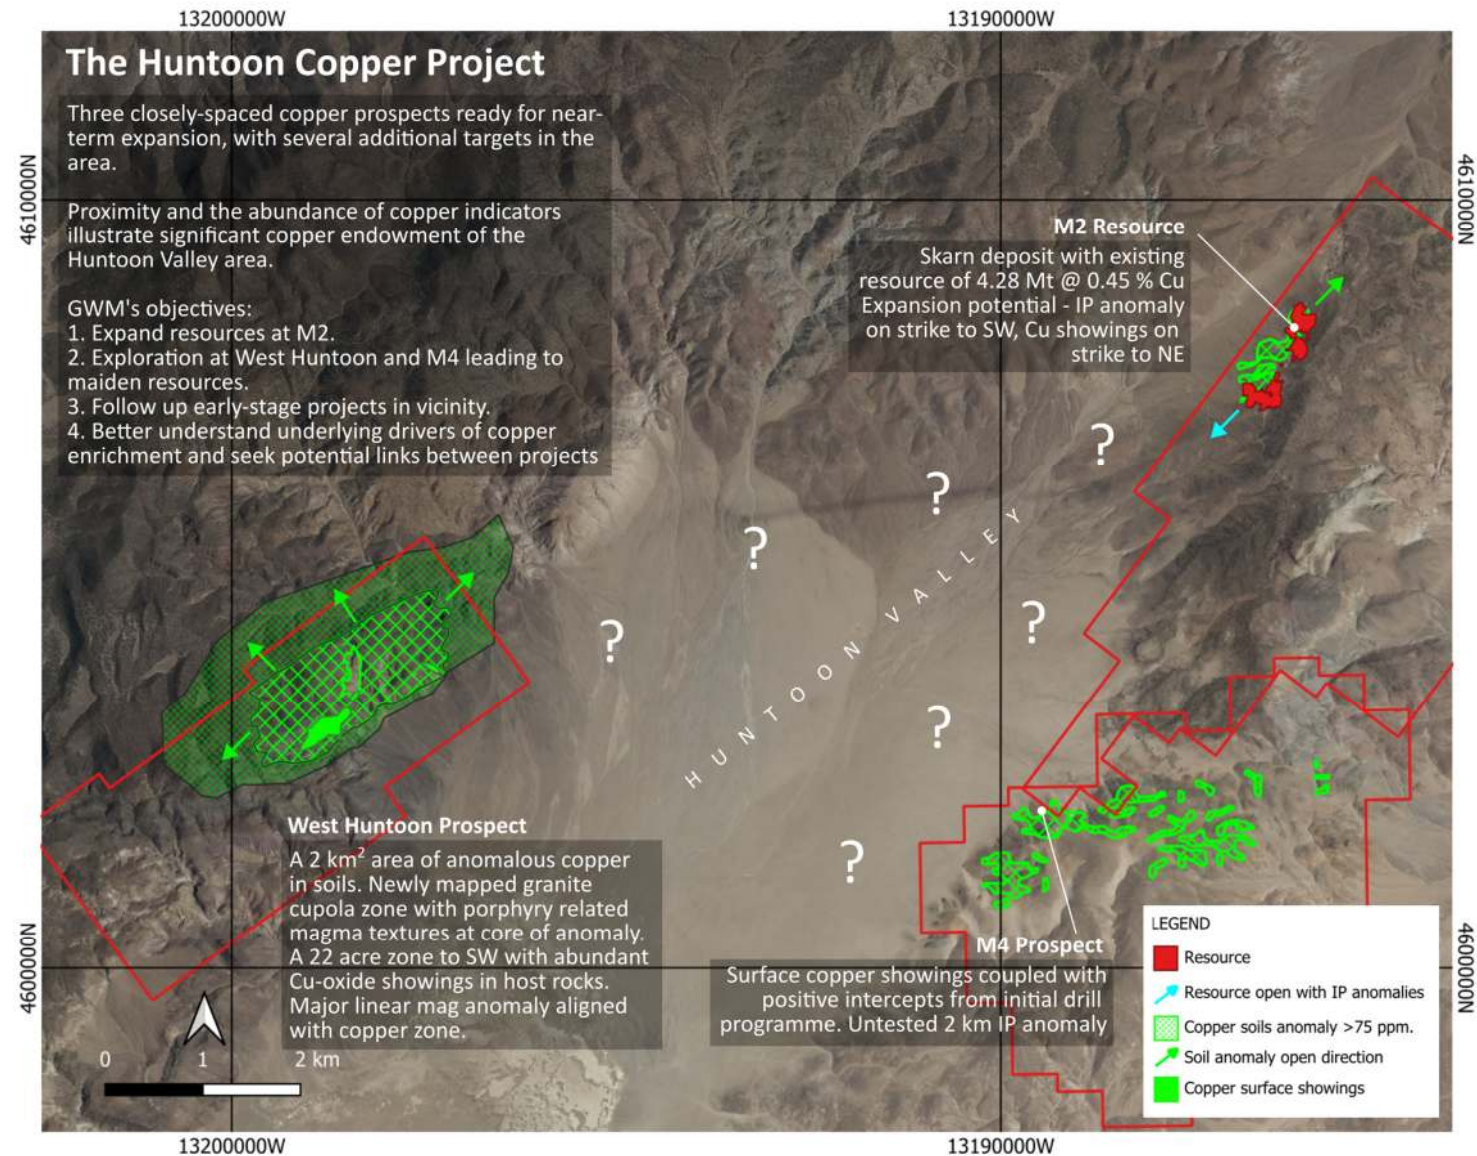 13200000W
13190000W
The Huntoon Copper Project
Three closely-spaced copper prospects ready for near-
term expansion, with several additional targets in the
area.
Proximity and the abundance of copper indicators
illustrate significant copper endowment of the
Huntoon Valley area.
GWM's objectives:
1. Expand resources at M2.
2. Exploration at West Huntoon and M4 leading to
maiden resources.
3. Follow up early-stage projects in vicinity.
4. Better understand underlying drivers of copper
enrichment and seek potential links between projects
4610000N
4610000N
M2 Resource
Skarn deposit with existing
resource of 4.28 Mt @ 0.45 % Cu
Expansion potential - IP anomaly
on strike to SW, Cu showings on
strike to NE
?
?
?
?
?
?
?
HUNTOON VALLEY
West Huntoon Prospect
A 2 km² area of anomalous copper
in soils. Newly mapped granite
cupola zone with porphyry related
magma textures at core of anomaly.
A 22 acre zone to SW with abundant
Cu-oxide showings in host rocks.
Major linear mag anomaly aligned
with copper zone.
M4 Prospect
Surface copper showings coupled with
positive intercepts from initial drill
programme. Untested 2 km IP anomaly
4600000N
4600000N
LEGEND
Resource
Resource open with IP anomalies
Copper soils anomaly >75 ppm.
Soil anomaly open direction
Copper surface showings
0 1 2 km
13200000W
13190000W